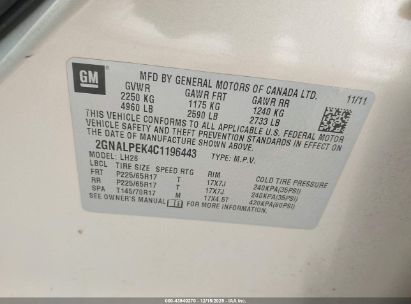 GM
MFD BY GENERAL MOTORS OF CANADA LTD.
GVWR GAWR FRT GAWR RR 11/11
2250 KG 1175 KG 1240 KG
4960 LB 2590 LB 2733 LB
THIS VEHICLE CONFORMS TO ALL APPLICABLE U.S. FEDERAL MOTOR
VEHICLE SAFETY AND THEFT PREVENTION STANDARDS IN
EFFECT ON THE DATE OF MANUFACTURE SHOWN ABOVE.
2GNALPEK4C1196443 TYPE: M.P.V.
MODEL: LH26
LBCL TIRE SIZE SPEED RTG RIM COLD TIRE PRESSURE
FRT P225/65R17 T 17X7J 240KPA(35PSI)
RR P225/65R17 T 17X7J 240KPA(35PSI)
SPA T145/70R17 M 17X4.5T 420KPA(60PSI)
SEE OWNER'S MANUAL FOR MORE INFORMATION.